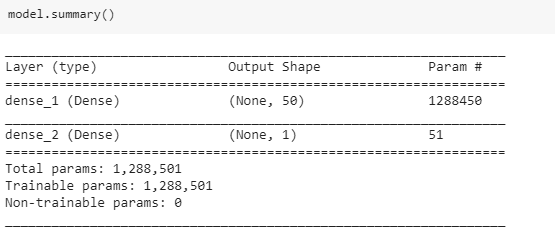 model.summary()
_________________________________________________________________
Layer (type)                 Output Shape              Param #
=================================================================
dense_1 (Dense)              (None, 50)                1288450
_________________________________________________________________
dense_2 (Dense)              (None, 1)                 51
=================================================================
Total params: 1,288,501
Trainable params: 1,288,501
Non-trainable params: 0
_________________________________________________________________